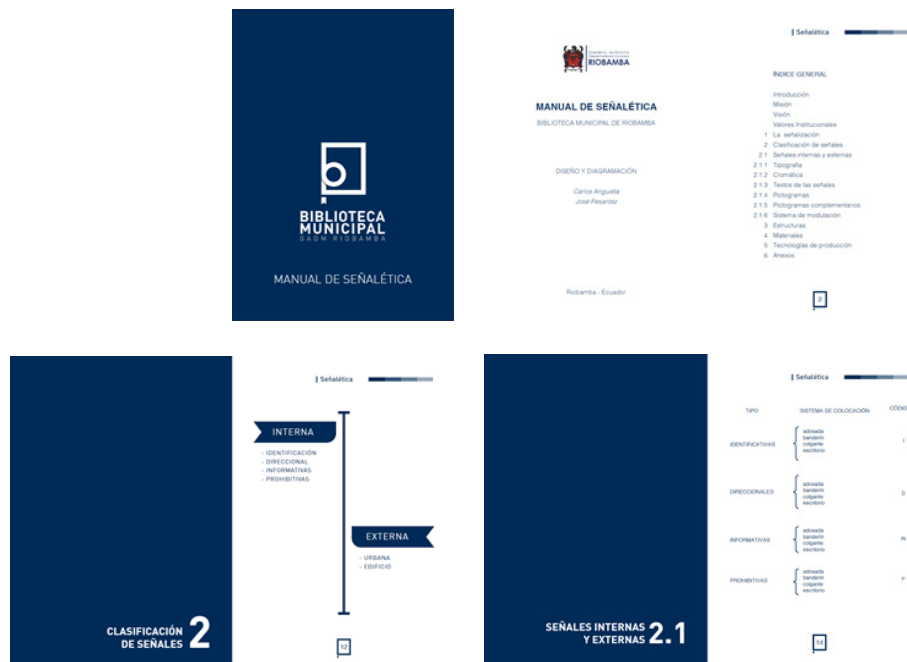 BIBLIOTECA
MUNICIPAL
GADM RIOBAMBA
MANUAL DE SEÑALÉTICA
RIOBAMBA
MANUAL DE SEÑALÉTICA
BIBLIOTECA MUNICIPAL DE RIOBAMBA
DISEÑO Y DIAGRAMACIÓN
Carlos Anguieta
José Pesantez
Riobamba - Ecuador
| Señalética
ÍNDICE GENERAL
Introducción
Misión
Visión
Valores Institucionales
1 La señalización
2 Clasificación de señales
2.1 Señales internas y externas
2.1.1 Tipografía
2.1.2 Cromática
2.1.3 Textos de las señales
2.1.4 Pictogramas
2.1.5 Pictogramas complementarios
2.1.6 Sistema de modulación
3 Estructuras
4 Materiales
5 Tecnologías de producción
6 Anexos
2
CLASIFICACIÓN
DE SEÑALES 2
| Señalética
INTERNA
- IDENTIFICACIÓN
- DIRECCIONAL
- INFORMATIVAS
- PROHIBITIVAS
EXTERNA
- URBANA
- EDIFICIO
12
SEÑALES INTERNAS
Y EXTERNAS 2.1
| Señalética
TIPO SISTEMA DE COLOCACIÓN
IDENTIFICATIVAS
adosada
banderín
colgante
escritorio
I
DIRECCIONALES
adosada
banderín
colgante
escritorio
D
INFORMATIVAS
adosada
banderín
colgante
escritorio
IN
PROHIBITIVAS
adosada
banderín
colgante
escritorio
P
14